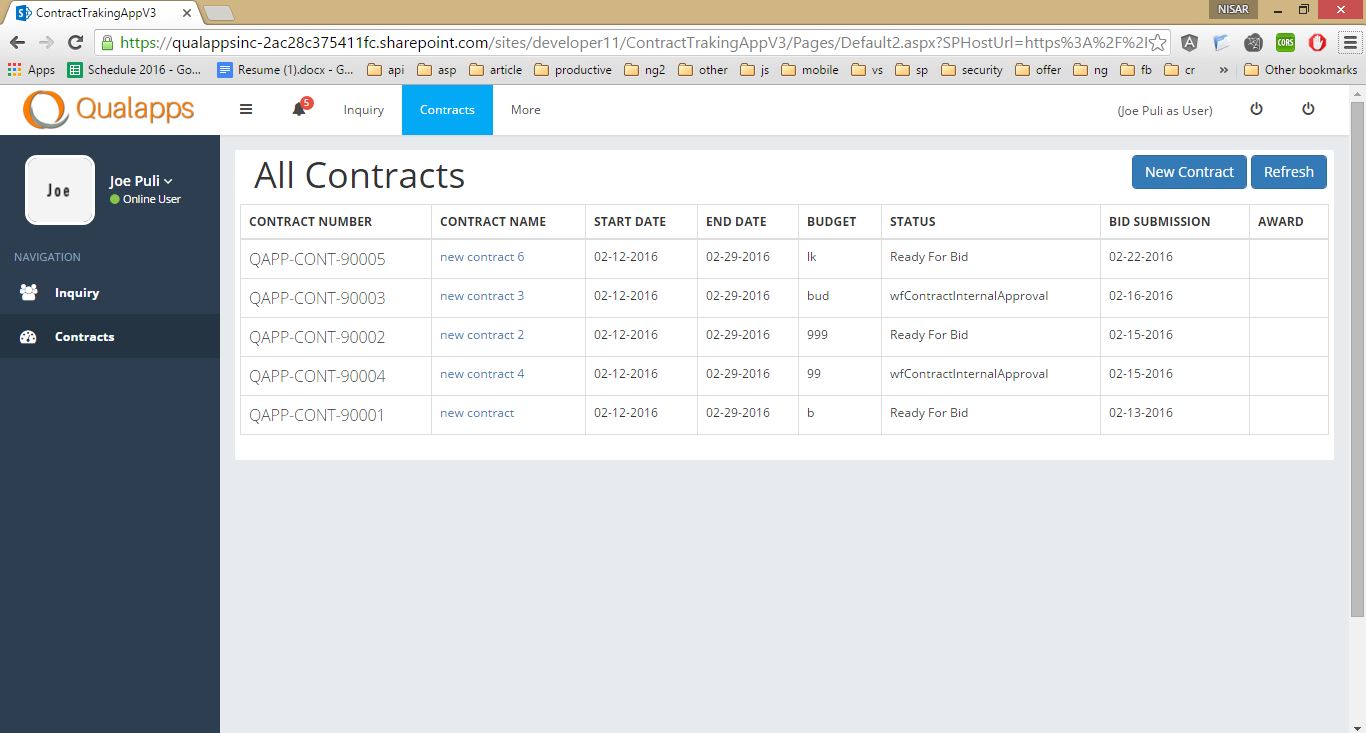 ContractTrakingAppV3
NISAR
https://qualappsinc-2ac28c375411fc.sharepoint.com/sites/developer11/ContractTrakingAppV3/Pages/Default2.aspx?SPHostUrl=https%3A%2F%2F
CORS
Apps Schedule 2016 - Go... Resume (1).docx - G... api asp article productive ng2 other js mobile vs sp security offer ng fb cr » Other bookmarks
Qualapps 5 Inquiry Contracts More (Joe Puli as User)
Joe
Joe Puli
Online User
NAVIGATION
Inquiry
Contracts
All Contracts New Contract Refresh
CONTRACT NUMBER CONTRACT NAME START DATE END DATE BUDGET STATUS BID SUBMISSION AWARD
QAPP-CONT-90005 new contract 6 02-12-2016 02-29-2016 lk Ready For Bid 02-22-2016
QAPP-CONT-90003 new contract 3 02-12-2016 02-29-2016 bud wfContractInternalApproval 02-16-2016
QAPP-CONT-90002 new contract 2 02-12-2016 02-29-2016 999 Ready For Bid 02-15-2016
QAPP-CONT-90004 new contract 4 02-12-2016 02-29-2016 99 wfContractInternalApproval 02-15-2016
QAPP-CONT-90001 new contract 02-12-2016 02-29-2016 b Ready For Bid 02-13-2016